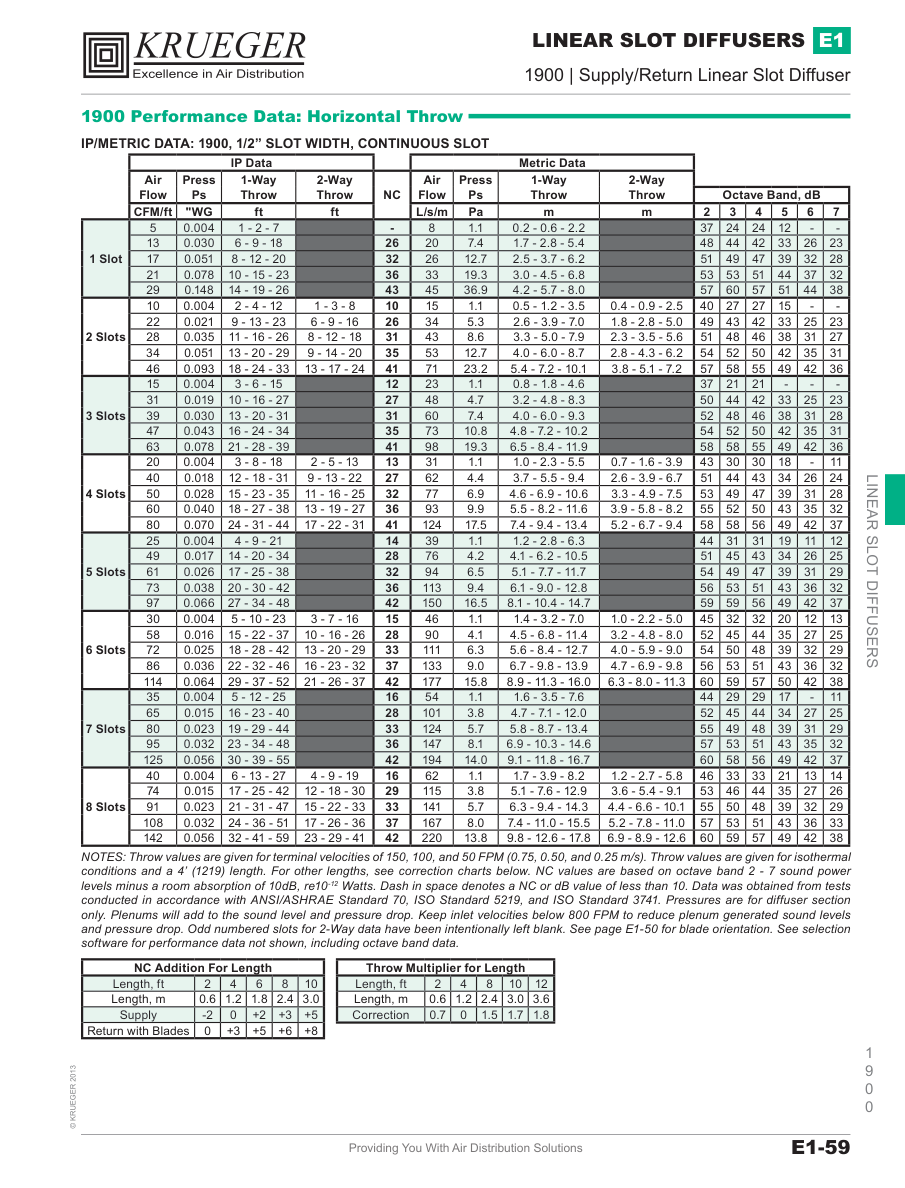 KRUEGER
Excellence in Air Distribution
LINEAR SLOT DIFFUSERS E1
1900 | Supply/Return Linear Slot Diffuser
1900 Performance Data: Horizontal Throw
IP/METRIC DATA: 1900, 1/2” SLOT WIDTH, CONTINUOUS SLOT
IP Data Metric Data
Air Press 1-Way 2-Way Air Press 1-Way 2-Way
Flow Ps Throw Throw NC Flow Ps Throw Throw Octave Band, dB
CFM/ft "WG ft ft L/s/m Pa m m 2 3 4 5 6 7
5 0.004 1 - 2 - 7 - 8 1.1 0.2 - 0.6 - 2.2 37 24 24 12 - -
13 0.030 6 - 9 - 18 26 20 7.4 1.7 - 2.8 - 5.4 48 44 42 33 26 23
1 Slot 17 0.051 8 - 12 - 20 32 26 12.7 2.5 - 3.7 - 6.2 51 49 47 39 32 28
21 0.078 10 - 15 - 23 36 33 19.3 3.0 - 4.5 - 6.8 53 53 51 44 37 32
29 0.148 14 - 19 - 26 43 45 36.9 4.2 - 5.7 - 8.0 57 60 57 51 44 38
10 0.004 2 - 4 - 12 1 - 3 - 8 10 15 1.1 0.5 - 1.2 - 3.5 0.4 - 0.9 - 2.5 40 27 27 15 - -
22 0.021 9 - 13 - 23 6 - 9 - 16 26 34 5.3 2.6 - 3.9 - 7.0 1.8 - 2.8 - 5.0 49 43 42 33 25 23
2 Slots 28 0.035 11 - 16 - 26 8 - 12 - 18 31 43 8.6 3.3 - 5.0 - 7.9 2.3 - 3.5 - 5.6 51 48 46 38 31 27
34 0.051 13 - 20 - 29 9 - 14 - 20 35 53 12.7 4.0 - 6.0 - 8.7 2.8 - 4.3 - 6.2 54 52 50 42 35 31
46 0.093 18 - 24 - 33 13 - 17 - 24 41 71 23.2 5.4 - 7.2 - 10.1 3.8 - 5.1 - 7.2 57 58 55 49 42 36
15 0.004 3 - 6 - 15 12 23 1.1 0.8 - 1.8 - 4.6 37 21 21 - - -
31 0.019 10 - 16 - 27 27 48 4.7 3.2 - 4.8 - 8.3 50 44 42 33 25 23
3 Slots 39 0.030 13 - 20 - 31 31 60 7.4 4.0 - 6.0 - 9.3 52 48 46 38 31 28
47 0.043 16 - 24 - 34 35 73 10.8 4.8 - 7.2 - 10.2 54 52 50 42 35 31
63 0.078 21 - 28 - 39 41 98 19.3 6.5 - 8.4 - 11.9 58 58 55 49 42 36
20 0.004 3 - 8 - 18 2 - 5 - 13 13 31 1.1 1.0 - 2.3 - 5.5 0.7 - 1.6 - 3.9 43 30 30 18 - 11
40 0.018 12 - 18 - 31 9 - 13 - 22 27 62 4.4 3.7 - 5.5 - 9.4 2.6 - 3.9 - 6.7 51 44 43 34 26 24
4 Slots 50 0.028 15 - 23 - 35 11 - 16 - 25 32 77 6.9 4.6 - 6.9 - 10.6 3.3 - 4.9 - 7.5 53 49 47 39 31 28
60 0.040 18 - 27 - 38 13 - 19 - 27 36 93 9.9 5.5 - 8.2 - 11.6 3.9 - 5.8 - 8.2 55 52 50 43 35 32
80 0.070 24 - 31 - 44 17 - 22 - 31 41 124 17.5 7.4 - 9.4 - 13.4 5.2 - 6.7 - 9.4 58 58 56 49 42 37
25 0.004 4 - 9 - 21 14 39 1.1 1.2 - 2.8 - 6.3 44 31 31 19 11 12
49 0.017 14 - 20 - 34 28 76 4.2 4.1 - 6.2 - 10.5 51 45 43 34 26 25
5 Slots 61 0.026 17 - 25 - 38 32 94 6.5 5.1 - 7.7 - 11.7 54 49 47 39 31 29
73 0.038 20 - 30 - 42 36 113 9.4 6.1 - 9.0 - 12.8 56 53 51 43 36 32
97 0.066 27 - 34 - 48 42 150 16.5 8.1 - 10.4 - 14.7 59 59 56 49 42 37
30 0.004 5 - 10 - 23 3 - 7 - 16 15 46 1.1 1.4 - 3.2 - 7.0 1.0 - 2.2 - 5.0 45 32 32 20 12 13
58 0.016 15 - 22 - 37 10 - 16 - 26 28 90 4.1 4.5 - 6.8 - 11.4 3.2 - 4.8 - 8.0 52 45 44 35 27 25
6 Slots 72 0.025 18 - 28 - 42 13 - 20 - 29 33 111 6.3 5.6 - 8.4 - 12.7 4.0 - 5.9 - 9.0 54 50 48 39 32 29
86 0.036 22 - 32 - 46 16 - 23 - 32 37 133 9.0 6.7 - 9.8 - 13.9 4.7 - 6.9 - 9.8 56 53 51 43 36 32
114 0.064 29 - 37 - 52 21 - 26 - 37 42 177 15.8 8.9 - 11.3 - 16.0 6.3 - 8.0 - 11.3 60 59 57 50 42 38
35 0.004 5 - 12 - 25 16 54 1.1 1.6 - 3.5 - 7.6 44 29 29 17 - 11
65 0.015 16 - 23 - 40 28 101 3.8 4.7 - 7.1 - 12.0 52 45 44 34 27 25
7 Slots 80 0.023 19 - 29 - 44 33 124 5.7 5.8 - 8.7 - 13.4 55 49 48 39 31 29
95 0.032 23 - 34 - 48 36 147 8.1 6.9 - 10.3 - 14.6 57 53 51 43 35 32
125 0.056 30 - 39 - 55 42 194 14.0 9.1 - 11.8 - 16.7 60 58 56 49 42 37
40 0.004 6 - 13 - 27 4 - 9 - 19 16 62 1.1 1.7 - 3.9 - 8.2 1.2 - 2.7 - 5.8 46 33 33 21 13 14
74 0.015 17 - 25 - 42 12 - 18 - 30 29 115 3.8 5.1 - 7.6 - 12.9 3.6 - 5.4 - 9.1 53 46 44 35 27 26
8 Slots 91 0.023 21 - 31 - 47 15 - 22 - 33 33 141 5.7 6.3 - 9.4 - 14.3 4.4 - 6.6 - 10.1 55 50 48 39 32 29
108 0.032 24 - 36 - 51 17 - 26 - 36 37 167 8.0 7.4 - 11.0 - 15.5 5.2 - 7.8 - 11.0 57 53 51 43 36 33
142 0.056 32 - 41 - 59 23 - 29 - 41 42 220 13.8 9.8 - 12.6 - 17.8 6.9 - 8.9 - 12.6 60 59 57 49 42 38
NOTES: Throw values are given for terminal velocities of 150, 100, and 50 FPM (0.75, 0.50, and 0.25 m/s). Throw values are given for isothermal
conditions and a 4’ (1219) length. For other lengths, see correction charts below. NC values are based on octave band 2 - 7 sound power
levels minus a room absorption of 10dB, re10-12 Watts. Dash in space denotes a NC or dB value of less than 10. Data was obtained from tests
conducted in accordance with ANSI/ASHRAE Standard 70, ISO Standard 5219, and ISO Standard 3741. Pressures are for diffuser section
only. Plenums will add to the sound level and pressure drop. Keep inlet velocities below 800 FPM to reduce plenum generated sound levels
and pressure drop. Odd numbered slots for 2-Way data have been intentionally left blank. See page E1-50 for blade orientation. See selection
software for performance data not shown, including octave band data.
NC Addition For Length
Length, ft 2 4 6 8 10
Length, m 0.6 1.2 1.8 2.4 3.0
Supply -2 0 +2 +3 +5
Return with Blades 0 +3 +5 +6 +8
Throw Multiplier for Length
Length, ft 2 4 8 10 12
Length, m 0.6 1.2 2.4 3.0 3.6
Correction 0.7 0 1.5 1.7 1.8
LINEAR SLOT DIFFUSERS
1
9
0
0
© KRUEGER 2013
Providing You With Air Distribution Solutions
E1-59